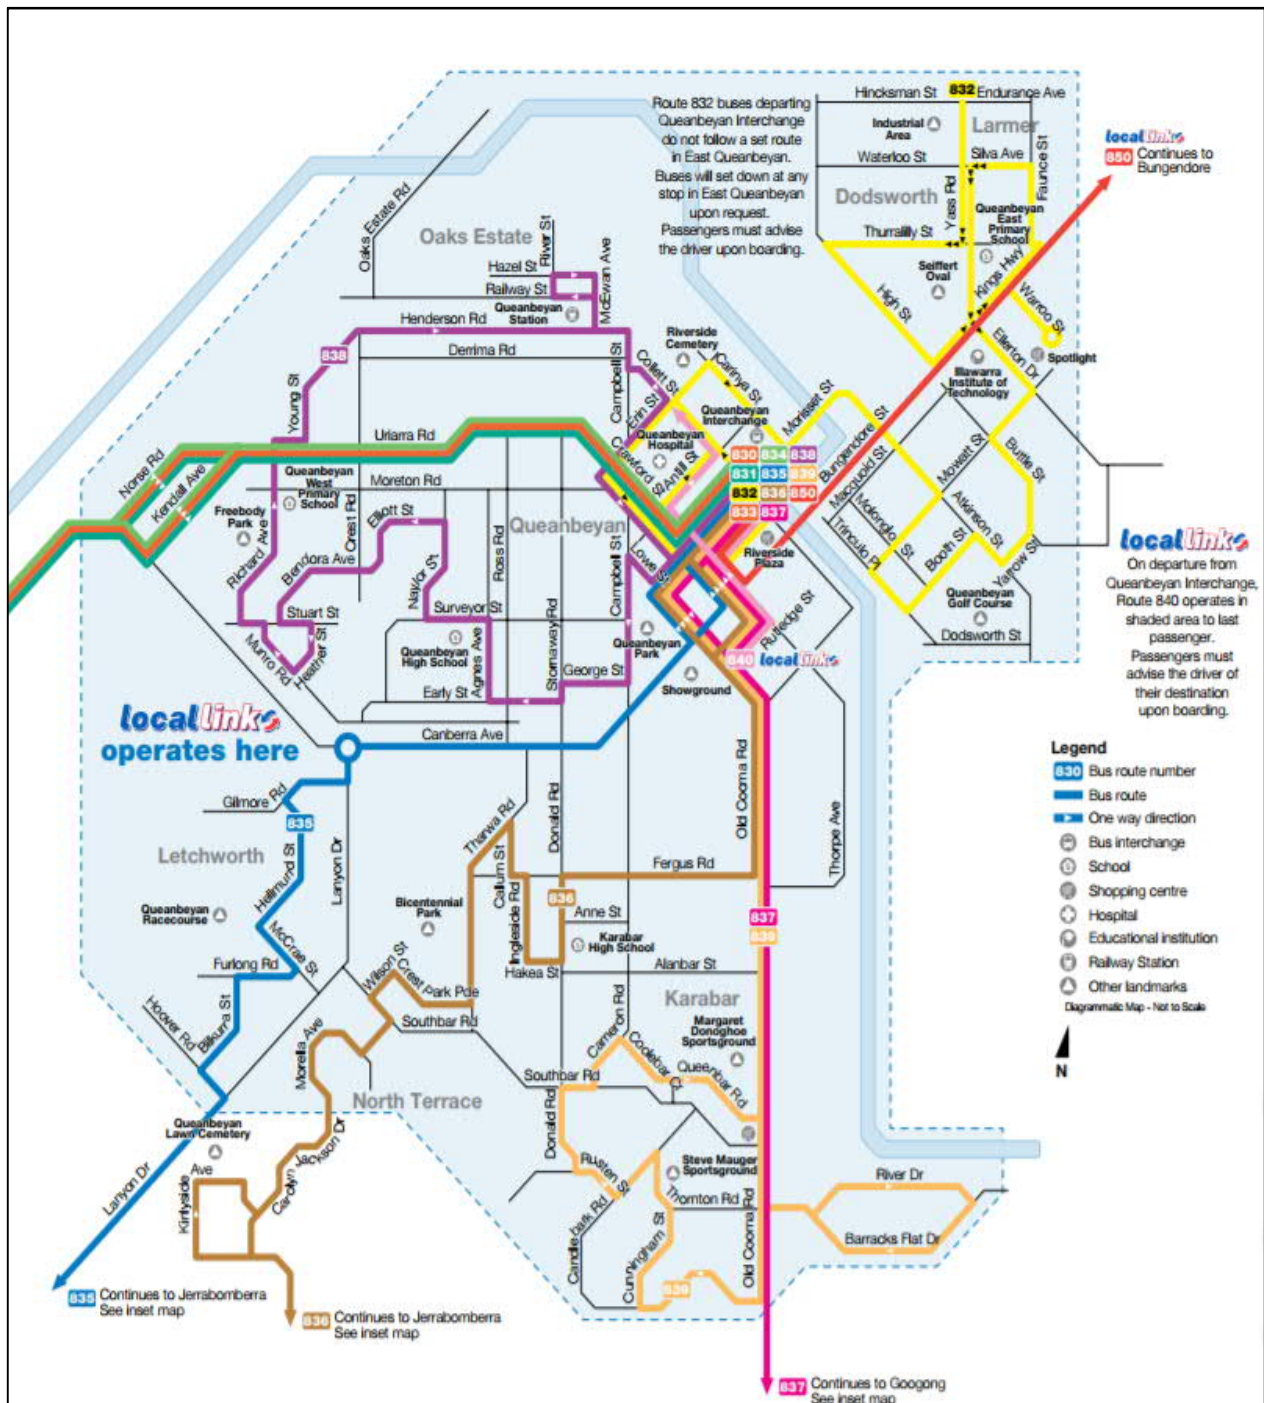 Route 832 buses departing
Queanbeyan Interchange
do not follow a set route
in East Queanbeyan.
Buses will set down at any
stop in East Queanbeyan
upon request.
Passengers must advise
the driver upon boarding.
Hincksman St
832
Endurance Ave
Industrial
Area
Larmer
Waterloo St
Silva Ave
Faunce St
Dodsworth
Yass Rd
Queanbeyan
East
Primary
School
Thurralilly St
Seiffert
Oval
Kings Hwy
High St
Warroo St
Spotlight
Ellerton Dr
Illawarra
Institute of
Technology
locallinks
850
Continues to
Bungendore
Oaks Estate Rd
Oaks Estate
River St
Hazel St
Railway St
McEwan Ave
Queanbeyan
Station
Henderson Rd
838
Derrima Rd
Young St
Campbell St
Collett St
Erin St
Riverside
Cemetery
Carinya St
Queanbeyan
Interchange
Morisset St
Queanbeyan
Hospital
Crawford St
Antill St
830
834
838
831
835
839
832
836
850
833
837
Riverside
Plaza
Bungendore St
Macquoid St
Molonglo St
Trinculo Pl
Mowatt St
Booth St
Atkinson St
Buttle St
Yarrow St
Queanbeyan
Golf Course
Dodsworth St
Norse Rd
Kendall Ave
Uriarra Rd
Queanbeyan
West
Primary
School
Moreton Rd
Freebody
Park
Richard Ave
Crest Rd
Elliott St
Bendora Ave
Naylor St
Ross Rd
Queanbeyan
Lowe St
Campbell St
Surveyor St
Stuart St
Munro Rd
Heather St
Queanbeyan
High School
Agnes Ave
Early St
Stornaway Rd
George St
Queanbeyan
Park
Rutledge St
840
locallinks
Showground
locallinks
On departure from
Queanbeyan Interchange,
Route 840 operates in
shaded area to last
passenger.
Passengers must
advise the driver of
their destination
upon boarding.
locallinks
operates here
Canberra Ave
Gilmore Rd
835
Letchworth
Lanyon Dr
Hellmund St
Queanbeyan
Racecourse
McCrae St
Furlong Rd
Hoover Rd
Bilkurra St
Tharwa Rd
Donald Rd
Old Cooma Rd
Thorpe Ave
Fergus Rd
Callum St
Ingleside Rd
836
Bicentennial
Park
Anne St
Karabar
High School
Hakea St
Alanbar St
837
839
Wilson St
Crest Park Pde
Southbar Rd
Morella Ave
North Terrace
Karabar
Margaret
Donoghoe
Sportsground
Cameron Rd
Coolebar Ct
Queenbar Rd
Southbar Rd
Donald Rd
Rusten St
Steve Mauger
Sportsground
Thornton Rd
Candlebark Rd
Cunningham St
839
Old Cooma Rd
River Dr
Barracks Flat Dr
Queanbeyan
Lawn Cemetery
Lanyon Dr
Kinlyside Ave
Carolyn Jackson Dr
835
Continues to Jerrabomberra
See inset map
836
Continues to Jerrabomberra
See inset map
837
Continues to Googong
See inset map
Legend
830 Bus route number
Bus route
One way direction
Bus interchange
School
Shopping centre
Hospital
Educational institution
Railway Station
Other landmarks
Diagrammatic Map - Not to Scale
N